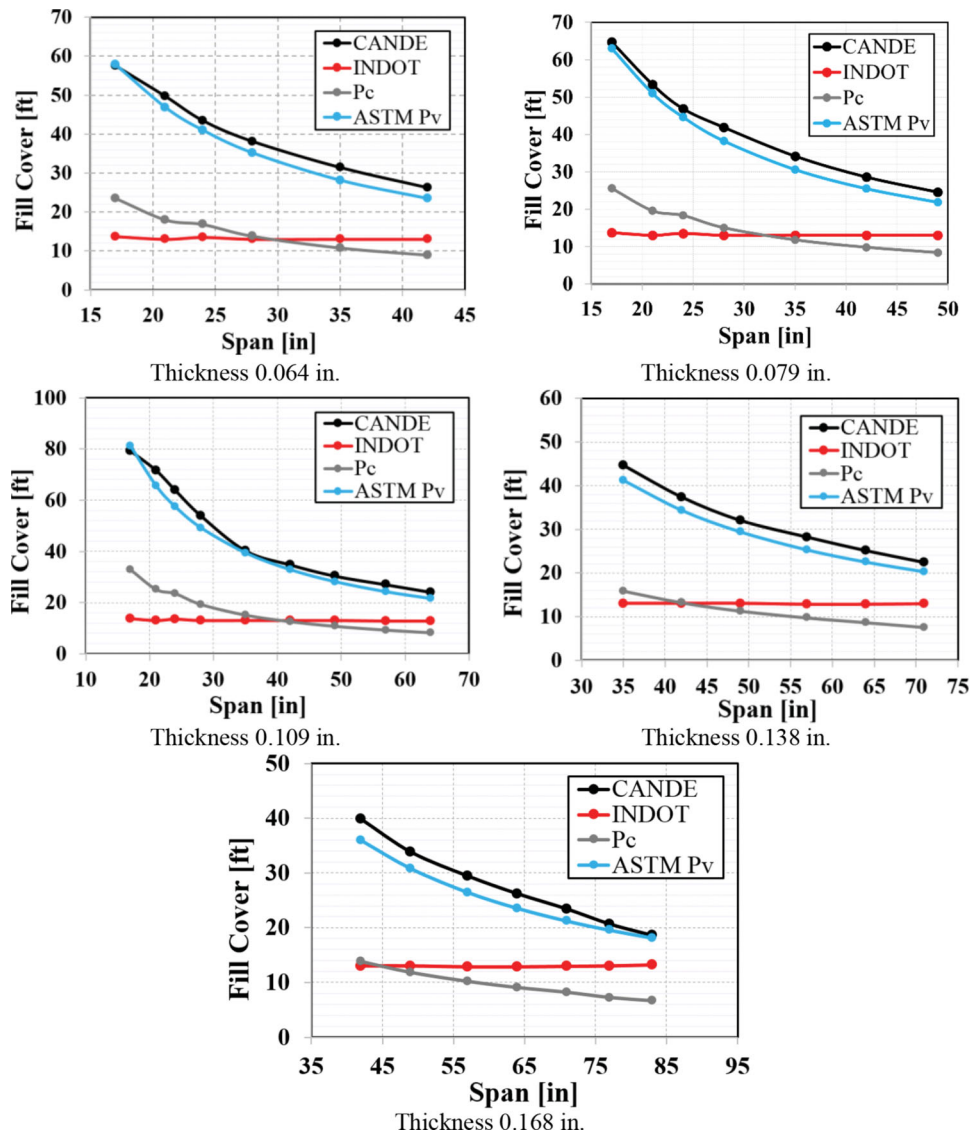 70
60
50
40
30
20
10
0
Fill Cover [ft]
CANDE
INDOT
Pc
ASTM Pv
15 20 25 30 35 40 45
Span [in]
Thickness 0.064 in.
70
60
50
40
30
20
10
0
Fill Cover [ft]
CANDE
INDOT
Pc
ASTM Pv
15 20 25 30 35 40 45 50
Span [in]
Thickness 0.079 in.
100
80
60
40
20
0
Fill Cover [ft]
CANDE
INDOT
Pc
ASTM Pv
10 20 30 40 50 60 70
Span [in]
Thickness 0.109 in.
60
50
40
30
20
10
0
Fill Cover [ft]
CANDE
INDOT
Pc
ASTM Pv
30 35 40 45 50 55 60 65 70 75
Span [in]
Thickness 0.138 in.
50
40
30
20
10
0
Fill Cover [ft]
CANDE
INDOT
Pc
ASTM Pv
35 45 55 65 75 85 95
Span [in]
Thickness 0.168 in.